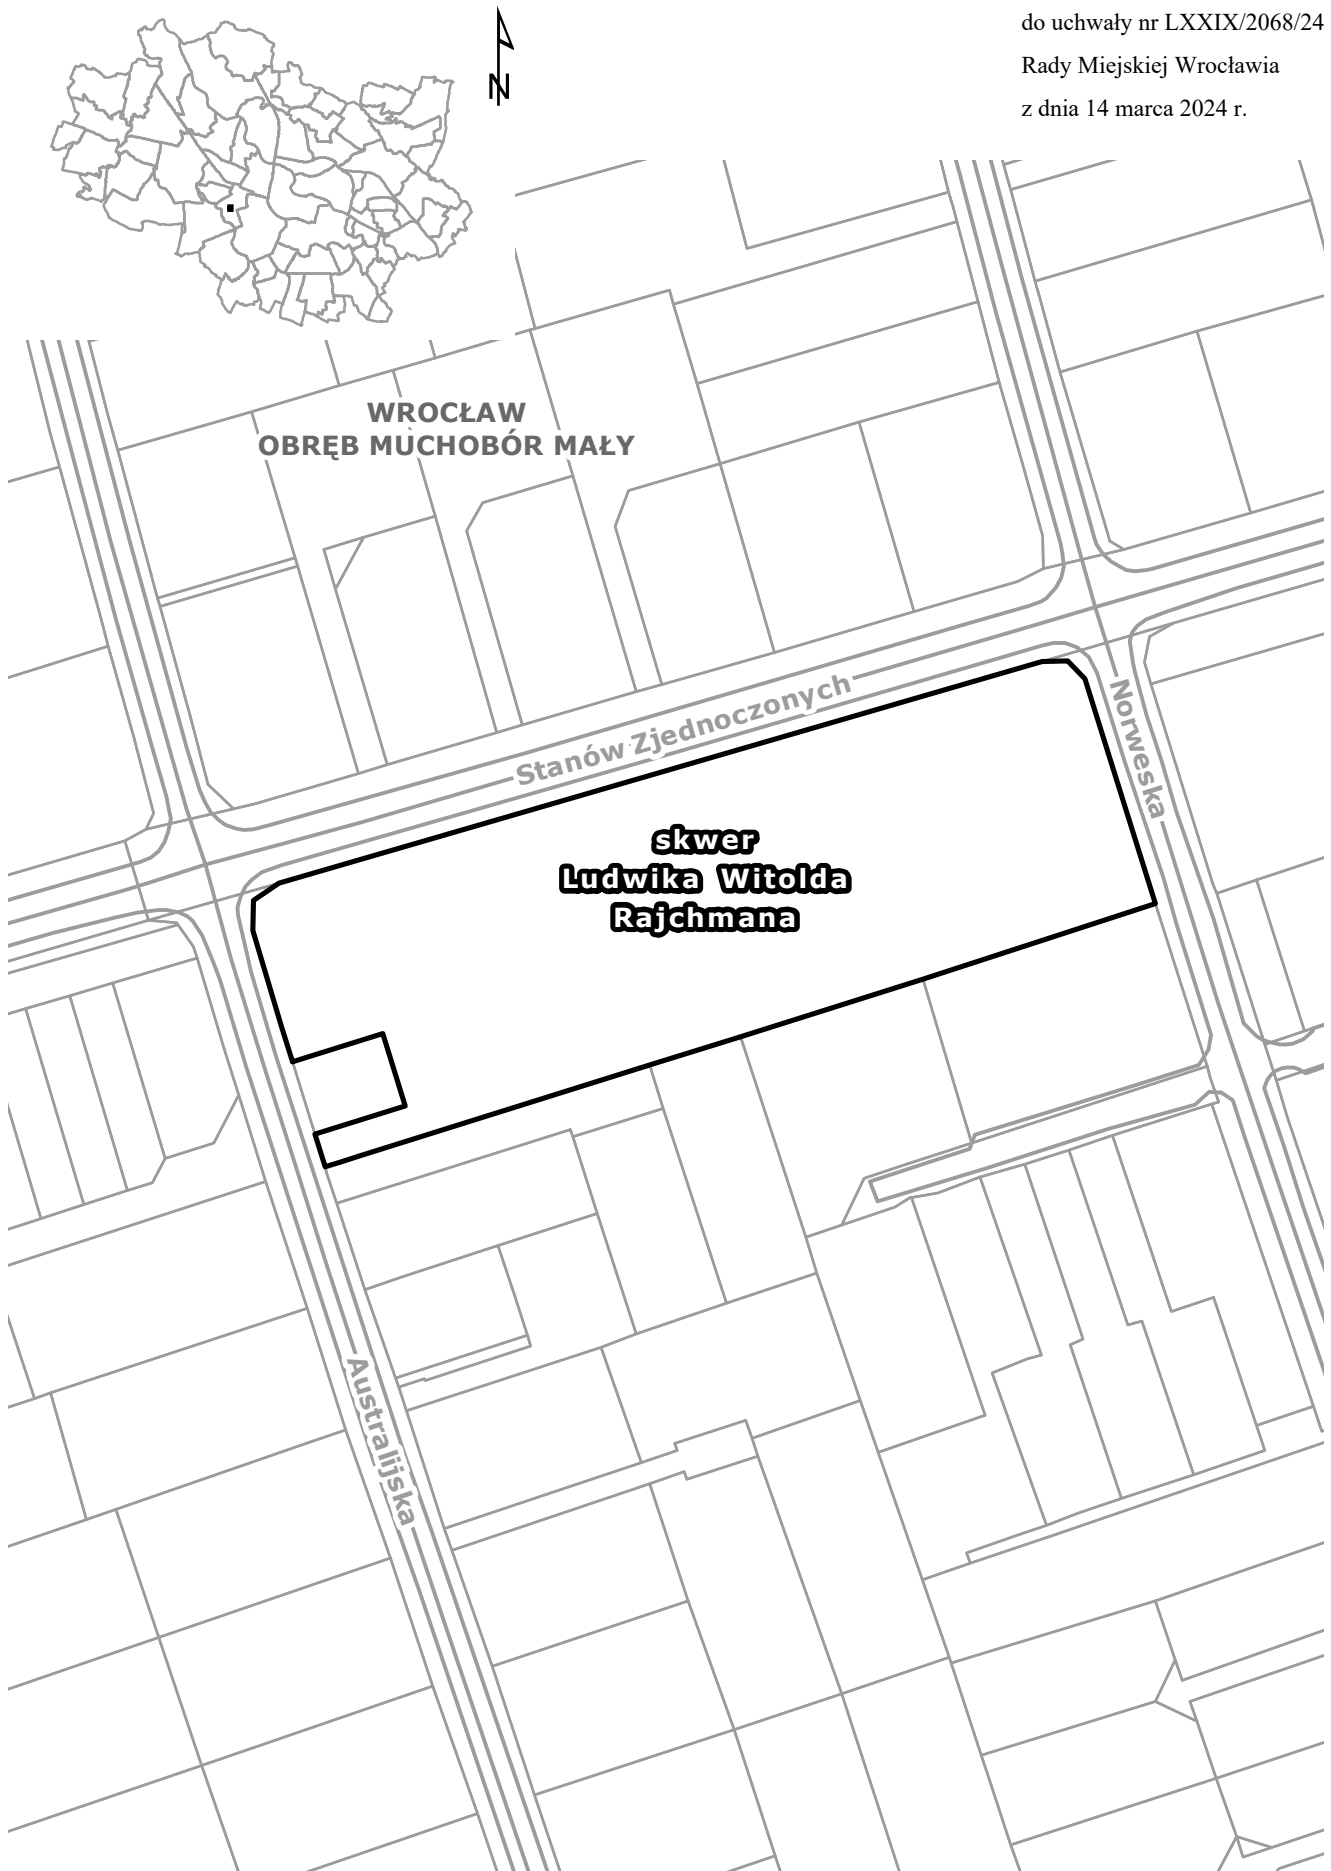 do uchwały nr LXXIX/2068/24
Rady Miejskiej Wrocławia
z dnia 14 marca 2024 r.
N
WROCŁAW
OBRĘB MUCHOBÓR MAŁY
Stanów Zjednoczonych
Norweska
skwer
Ludwika Witolda
Rajchmana
Australijska